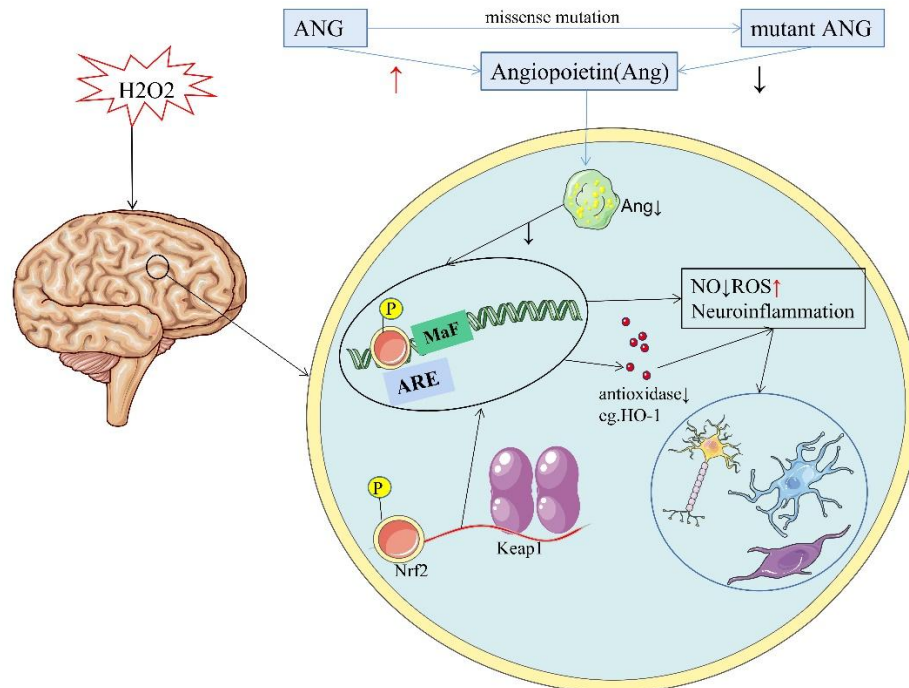 missense mutation
ANG
mutant ANG
Angiopoietin(Ang)
↑
↓
H2O2
Ang↓
↓
P
MaF
ARE
NO↓ROS↑
Neuroinflammation
antioxidase↓
cg.HO-1
P
Nrf2
Keap1